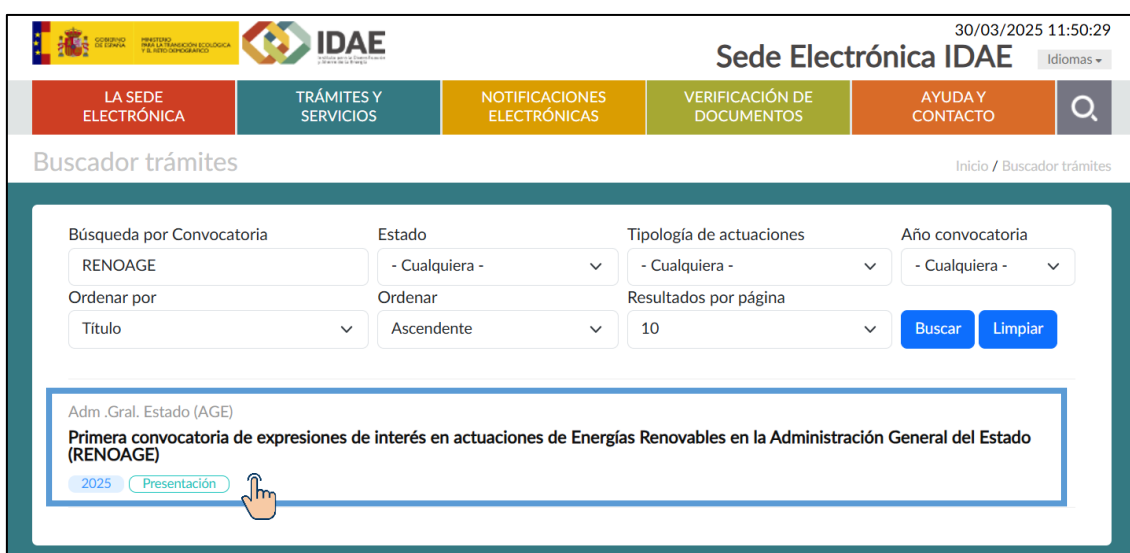 30/03/2025 11:50:29
GOBIERNO DE ESPAÑA
MINISTERIO PARA LA TRANSICIÓN ECOLÓGICA Y EL RETO DEMOGRÁFICO
IDAE
Sede Electrónica IDAE
Idiomas
LA SEDE ELECTRÓNICA
TRÁMITES Y SERVICIOS
NOTIFICACIONES ELECTRÓNICAS
VERIFICACIÓN DE DOCUMENTOS
AYUDA Y CONTACTO
Buscador trámites
Inicio / Buscador trámites
Búsqueda por Convocatoria
Estado
Tipología de actuaciones
Año convocatoria
RENOAGE
- Cualquiera -
- Cualquiera -
- Cualquiera -
Ordenar por
Ordenar
Resultados por página
Título
Ascendente
10
Buscar
Limpiar
Adm .Gral. Estado (AGE)
Primera convocatoria de expresiones de interés en actuaciones de Energías Renovables en la Administración General del Estado
(RENOAGE)
2025
Presentación